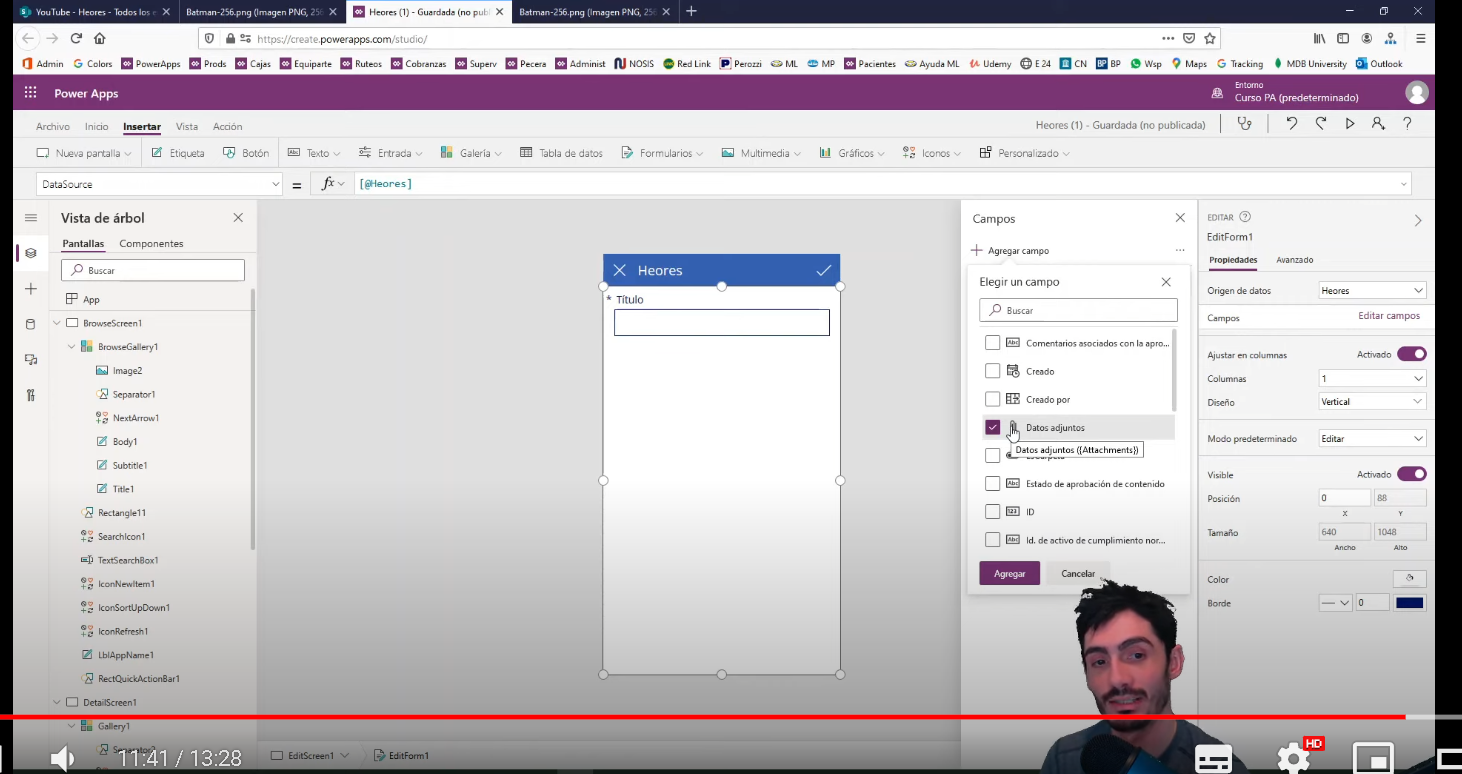 YouTube - Heores - Todos los e
Batman-256.png (Imagen PNG, 256
Heores (1) - Guardada (no publ
Batman-256.png (Imagen PNG, 256
https://create.powerapps.com/studio/
Admin
Colors
PowerApps
Prods
Cajas
Equiparte
Ruteos
Cobranzas
Superv
Pecera
Administ
NOSIS
Red Link
Perozzi
ML
MP
Pacientes
Ayuda ML
Udemy
E 24
CN
BP
Wsp
Maps
Tracking
MDB University
Outlook
Power Apps
Entorno
Curso PA (predeterminado)
Archivo
Inicio
Insertar
Vista
Acción
Heores (1) - Guardada (no publicada)
Nueva pantalla
Etiqueta
Botón
Texto
Entrada
Galería
Tabla de datos
Formularios
Multimedia
Gráficos
Iconos
Personalizado
DataSource
=
fx
[@Heores]
Vista de árbol
Pantallas
Componentes
Buscar
App
BrowseScreen1
BrowseGallery1
Image2
Separator1
NextArrow1
Body1
Subtitle1
Title1
Rectangle11
SearchIcon1
TextSearchBox1
IconNewItem1
IconSortUpDown1
IconRefresh1
LblAppName1
RectQuickActionBar1
DetailScreen1
Gallery1
Heores
* Título
EditScreen1
EditForm1
Campos
Agregar campo
...
Elegir un campo
Buscar
Abc Comentarios asociados con la apro...
Creado
Creado por
Datos adjuntos
Datos adjuntos ({Attachments})
Abc Estado de aprobación de contenido
123 ID
Abc Id. de activo de cumplimiento nor...
Agregar
Cancelar
EDITAR
EditForm1
Propiedades
Avanzado
Origen de datos
Heores
Campos
Editar campos
Ajustar en columnas
Activado
Columnas
1
Diseño
Vertical
Modo predeterminado
Editar
Visible
Activado
Posición
0
88
X
Y
Tamaño
640
1048
Ancho
Alto
Color
Borde
0
11:41 / 13:28
HD